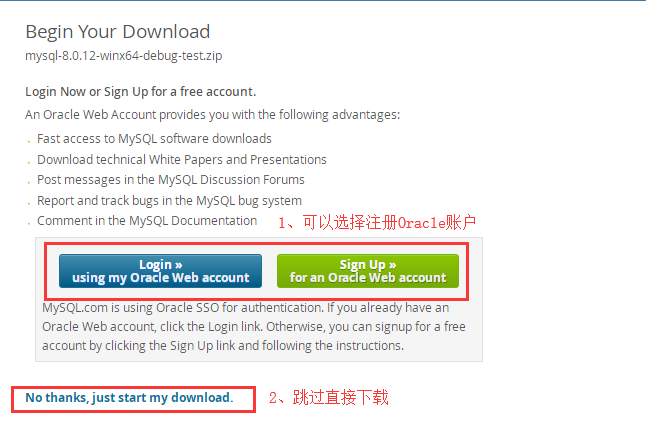 Begin Your Download
mysql-8.0.12-winx64-debug-test.zip
Login Now or Sign Up for a free account.
An Oracle Web Account provides you with the following advantages:
Fast access to MySQL software downloads
Download technical White Papers and Presentations
Post messages in the MySQL Discussion Forums
Report and track bugs in the MySQL bug system
Comment in the MySQL Documentation
1、可以选择注册Oracle账户
Login »
using my Oracle Web account
Sign Up »
for an Oracle Web account
MySQL.com is using Oracle SSO for authentication. If you already have an
Oracle Web account, click the Login link. Otherwise, you can signup for a free
account by clicking the Sign Up link and following the instructions.
No thanks, just start my download.
2、跳过直接下载